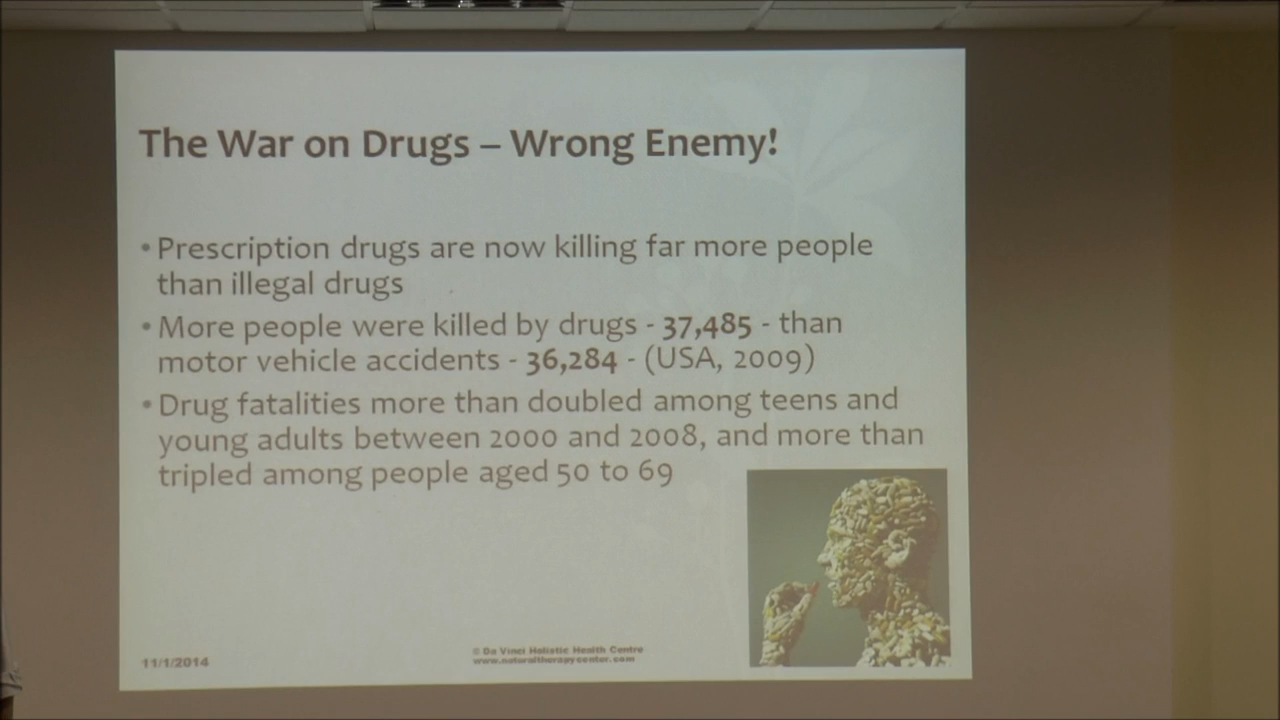 The War on Drugs – Wrong Enemy!
• Prescription drugs are now killing far more people
than illegal drugs
• More people were killed by drugs - 37,485 - than
motor vehicle accidents - 36,284 - (USA, 2009)
• Drug fatalities more than doubled among teens and
young adults between 2000 and 2008, and more than
tripled among people aged 50 to 69
11/1/2014
© Da Vinci Holistic Health Centre
www.naturaltherapycenter.com